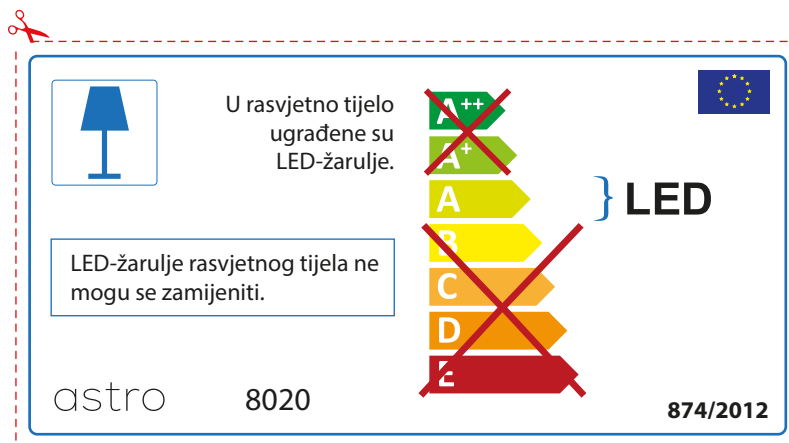 U rasvjetno tijelo
ugrađene su
LED-žarulje.
LED-žarulje rasvjetnog tijela ne
mogu se zamijeniti.
A++
A+
A
B
C
D
E
LED
astro
8020
874/2012